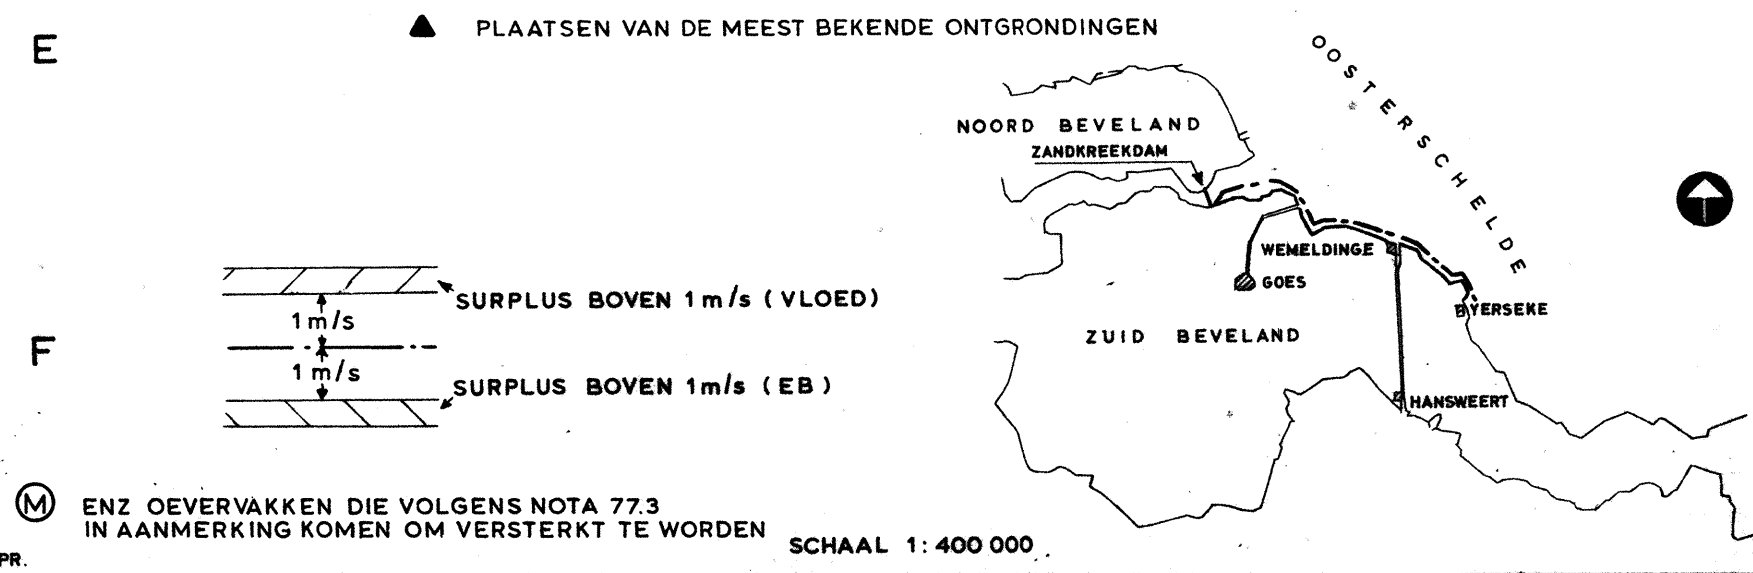 E
PLAATSEN VAN DE MEEST BEKENDE ONTGRONDINGEN
OOSTERSCHELDE
NOORD BEVELAND
ZANDKREEKDAM
WEMELDINGE
GOES
YERSEKE
ZUID BEVELAND
HANSWEERT
SURPLUS BOVEN 1m/s (VLOED)
1m/s
F
1m/s
SURPLUS BOVEN 1m/s (EB)
M ENZ OEVERVAKKEN DIE VOLGENS NOTA 77.3
IN AANMERKING KOMEN OM VERSTERKT TE WORDEN
SCHAAL 1:400 000
PR.